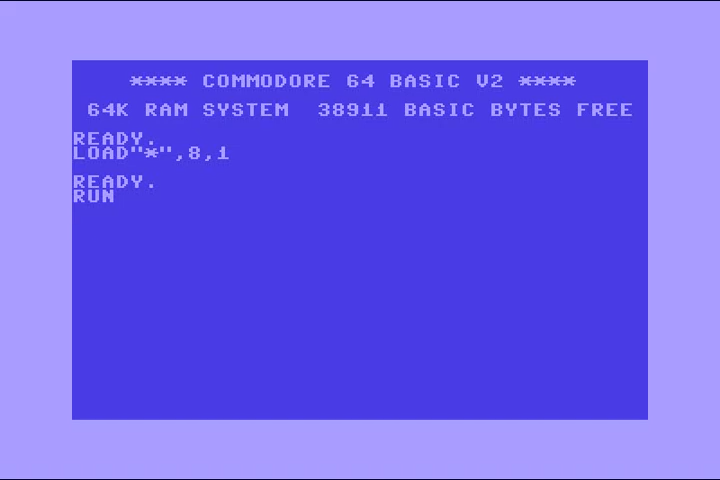 **** COMMODORE 64 BASIC V2 ****
64K RAM SYSTEM  38911 BASIC BYTES FREE
READY.
LOAD"*",8,1
READY.
RUN